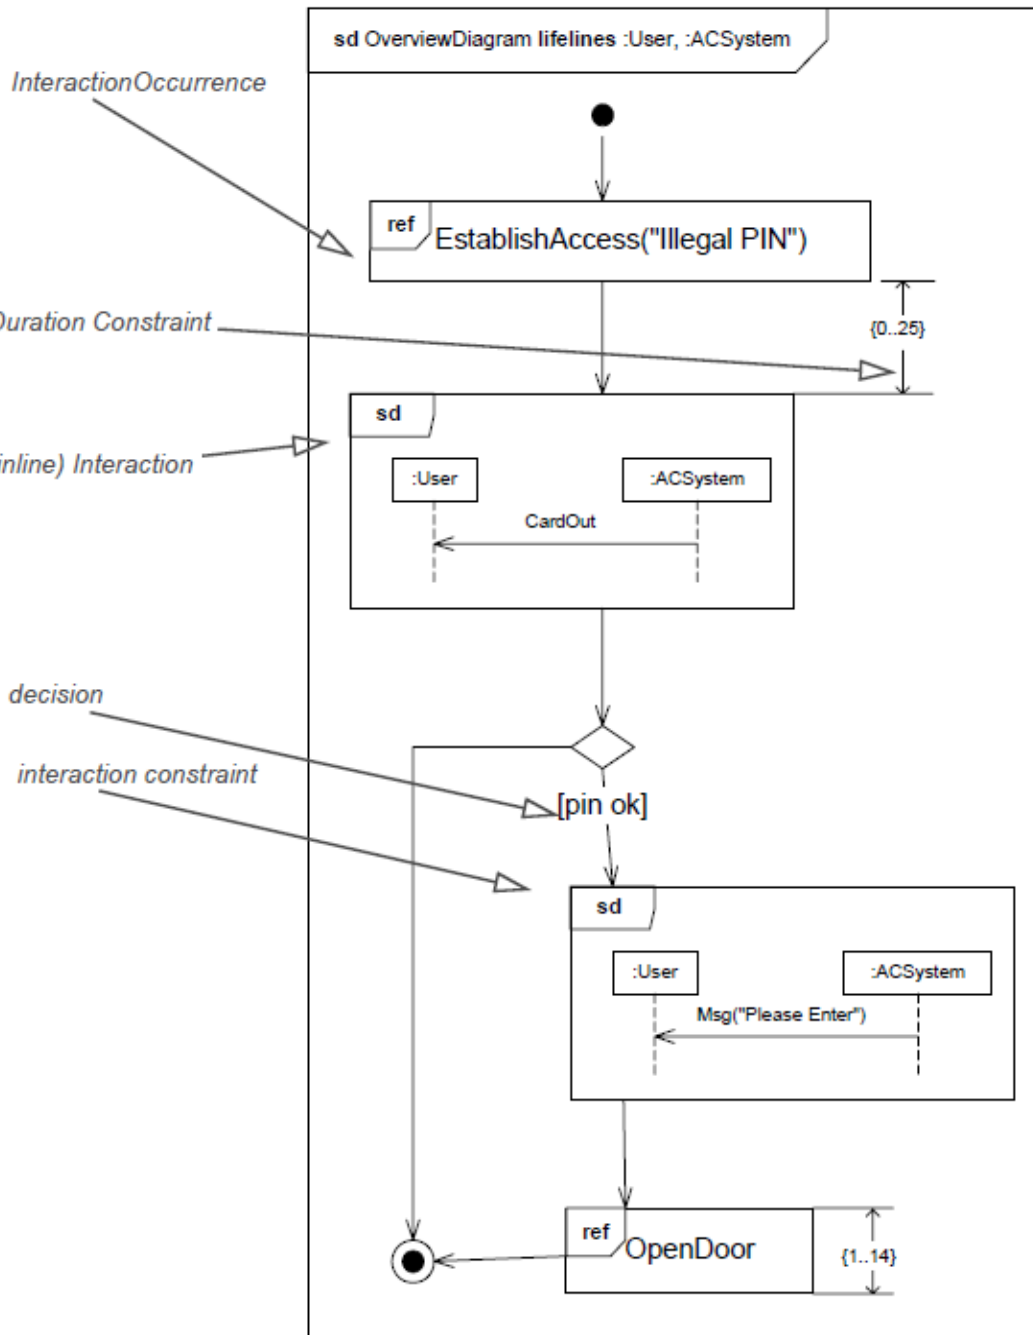 sd OverviewDiagram lifelines :User, :ACSystem
InteractionOccurrence
ref
EstablishAccess("Illegal PIN")
Duration Constraint
{0..25}
sd
inline) Interaction
:User
:ACSystem
CardOut
decision
interaction constraint
[pin ok]
sd
:User
:ACSystem
Msg("Please Enter")
ref
OpenDoor
{1..14}